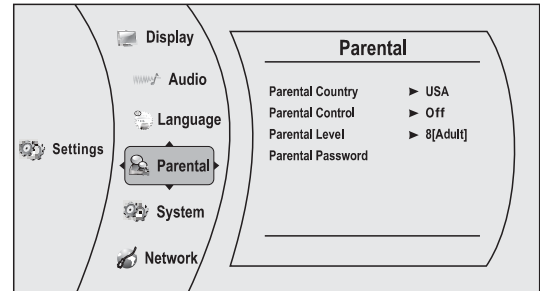 Settings
Display
Audio
Language
Parental
System
Network
Parental
Parental Country ► USA
Parental Control ► Off
Parental Level ► 8[Adult]
Parental Password